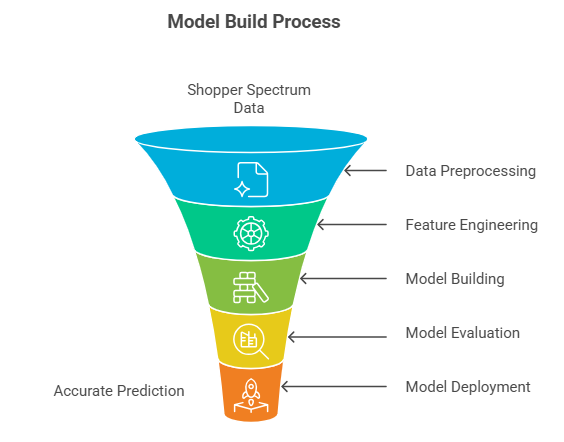 Model Build Process
Shopper Spectrum
Data
Data Preprocessing
Feature Engineering
Model Building
Model Evaluation
Accurate Prediction
Model Deployment